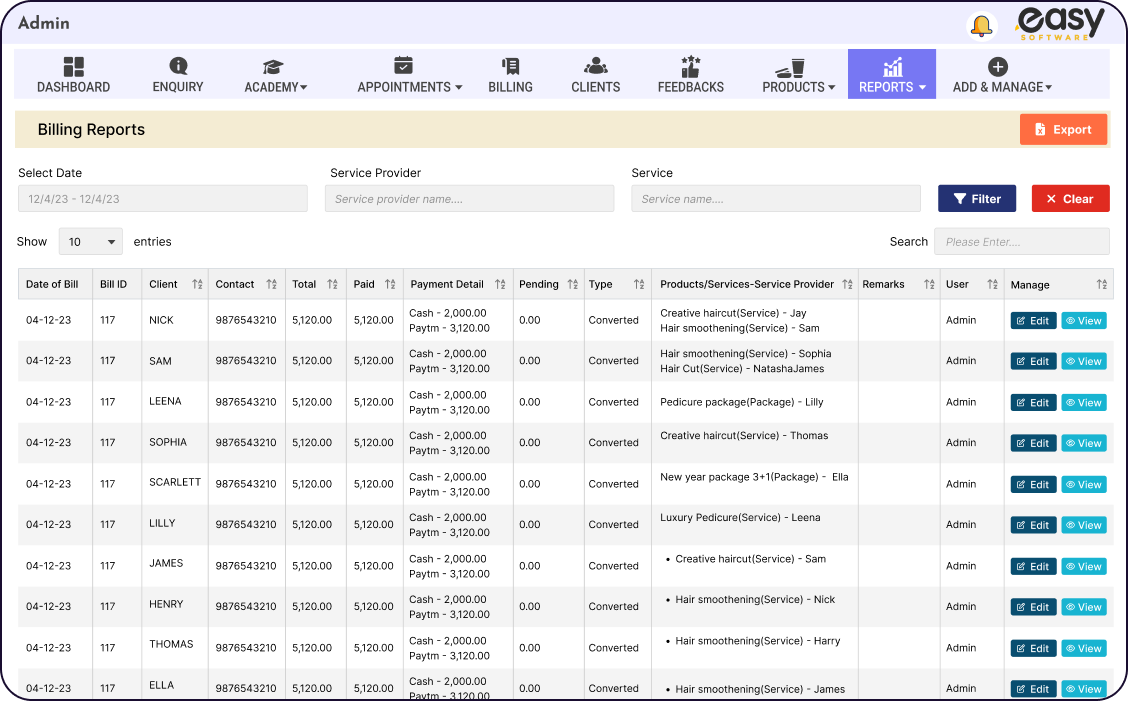 Admin
easy
SOFTWARE
DASHBOARD ENQUIRY ACADEMY APPOINTMENTS BILLING CLIENTS FEEDBACKS PRODUCTS REPORTS ADD & MANAGE
Billing Reports
Export
Select Date Service Provider Service
12/4/23 - 12/4/23 Service provider name.... Service name.... Filter Clear
Show 10 entries Search Please Enter....
Date of Bill Bill ID Client Contact Total Paid Payment Detail Pending Type Products/Services-Service Provider Remarks User Manage
04-12-23 117 NICK 9876543210 5,120.00 5,120.00 Cash - 2,000.00 0.00 Converted Creative haircut(Service) - Jay Admin Edit View
Paytm - 3,120.00 Hair smoothening(Service) - Sam
04-12-23 117 SAM 9876543210 5,120.00 5,120.00 Cash - 2,000.00 0.00 Converted Hair smoothening(Service) - Sophia Admin Edit View
Paytm - 3,120.00 Hair Cut(Service) - NatashaJames
04-12-23 117 LEENA 9876543210 5,120.00 5,120.00 Cash - 2,000.00 0.00 Converted Pedicure package(Package) - Lilly Admin Edit View
Paytm - 3,120.00
04-12-23 117 SOPHIA 9876543210 5,120.00 5,120.00 Cash - 2,000.00 0.00 Converted Creative haircut(Service) - Thomas Admin Edit View
Paytm - 3,120.00
04-12-23 117 SCARLETT 9876543210 5,120.00 5,120.00 Cash - 2,000.00 0.00 Converted New year package 3+1(Package) - Ella Admin Edit View
Paytm - 3,120.00
04-12-23 117 LILLY 9876543210 5,120.00 5,120.00 Cash - 2,000.00 0.00 Converted Luxury Pedicure(Service) - Leena Admin Edit View
Paytm - 3,120.00
04-12-23 117 JAMES 9876543210 5,120.00 5,120.00 Cash - 2,000.00 0.00 Converted • Creative haircut(Service) - Sam Admin Edit View
Paytm - 3,120.00
04-12-23 117 HENRY 9876543210 5,120.00 5,120.00 Cash - 2,000.00 0.00 Converted • Hair smoothening(Service) - Nick Admin Edit View
Paytm - 3,120.00
04-12-23 117 THOMAS 9876543210 5,120.00 5,120.00 Cash - 2,000.00 0.00 Converted • Hair smoothening(Service) - Harry Admin Edit View
Paytm - 3,120.00
04-12-23 117 ELLA 9876543210 5,120.00 5,120.00 Cash - 2,000.00 0.00 Converted • Hair smoothening(Service) - James Admin Edit View
Paytm - 3,120.00